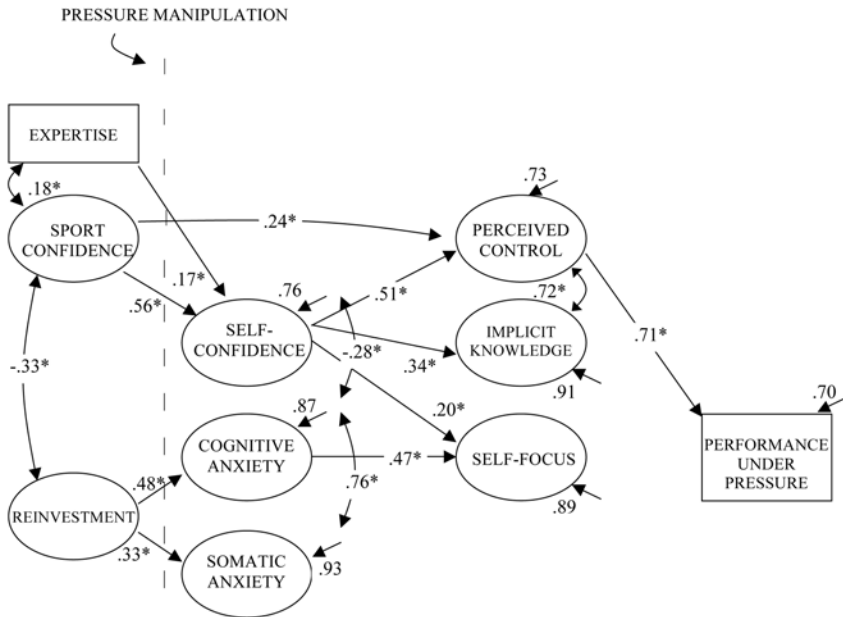 PRESSURE MANIPULATION
EXPERTISE
.18*
SPORT
CONFIDENCE
.24*
.73
PERCEIVED
CONTROL
.17*
.56*
.76
.51*
.72*
SELF-
CONFIDENCE
-.28*
.34*
IMPLICIT
KNOWLEDGE
.71*
-.33*
.91
.70
.87
.20*
COGNITIVE
ANXIETY
.47*
SELF-FOCUS
PERFORMANCE
UNDER
PRESSURE
.48*
.76*
REINVESTMENT
.89
.33*
SOMATIC
ANXIETY
.93